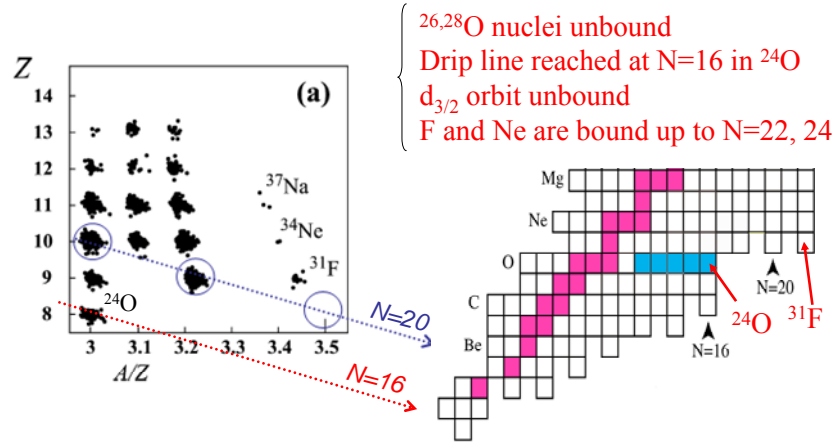 ²⁶,²⁸O nuclei unbound
Drip line reached at N=16 in ²⁴O
d₃/₂ orbit unbound
F and Ne are bound up to N=22, 24
Z
(a)
14
13
12
11
10
9
8
³⁷Na
³⁴Ne
³¹F
²⁴O
3
3.1
3.2
3.3
3.4
3.5
A/Z
N=20
N=16
Mg
Ne
O
C
Be
N=20
N=16
²⁴O
³¹F